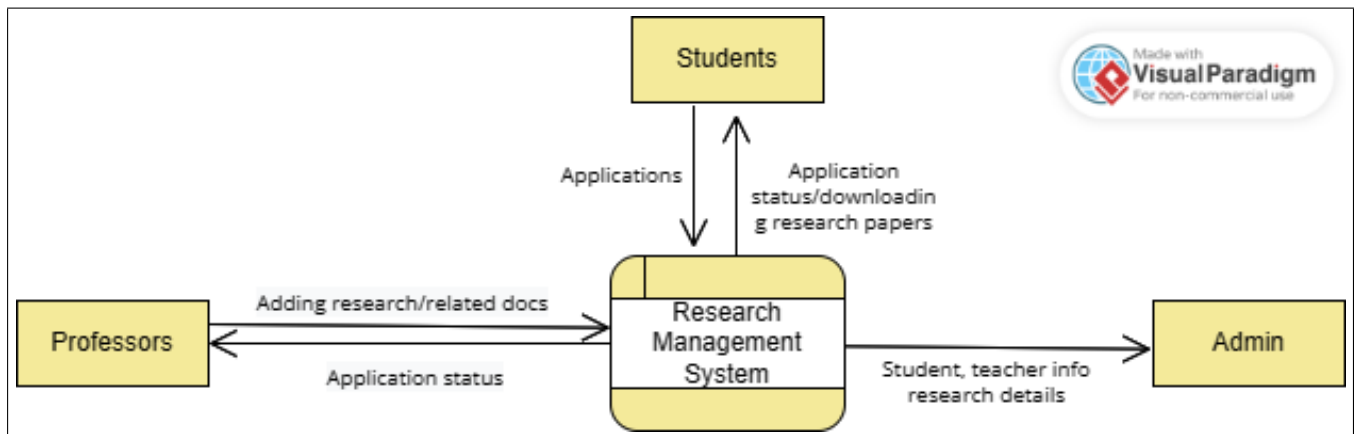 Students
Made with
Visual Paradigm
For non-commercial use
Applications
Application
status/downloadin
g research papers
Adding research/related docs
Professors
Application status
Research
Management
System
Student, teacher info
research details
Admin